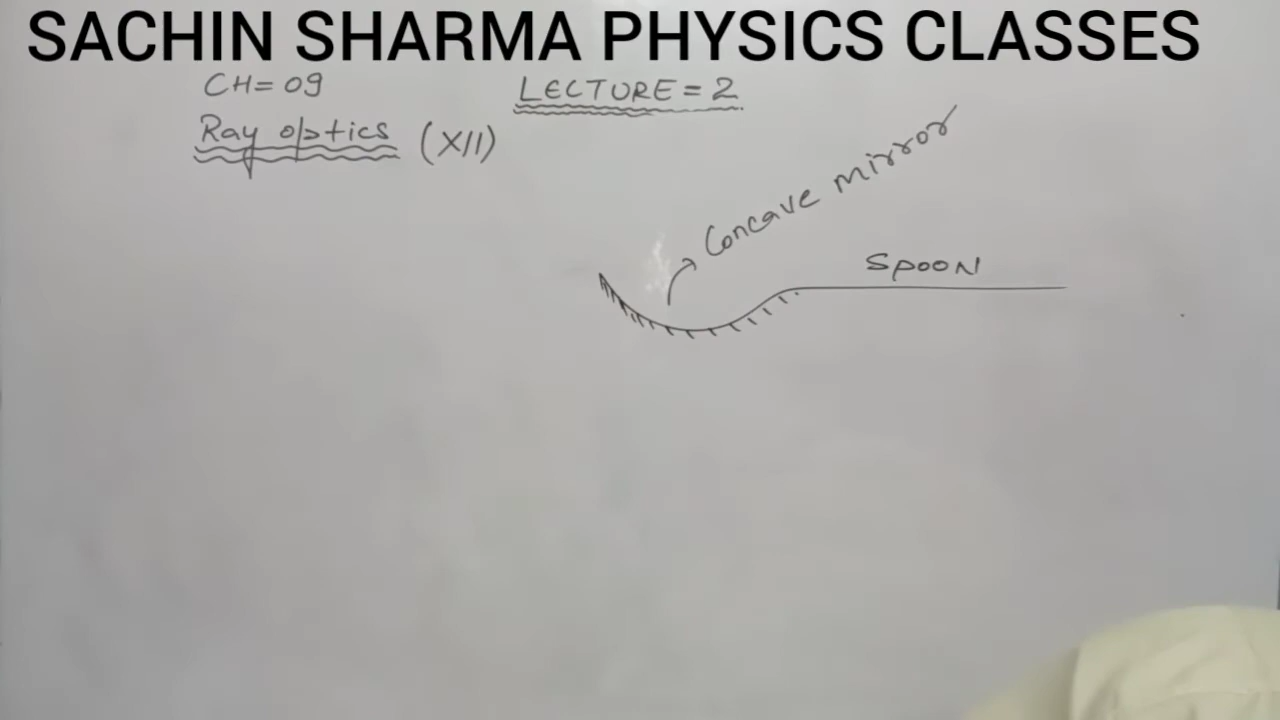 SACHIN SHARMA PHYSICS CLASSES
CH=09
LECTURE = 2
Ray optics (XII)
Concave mirror
SPOON